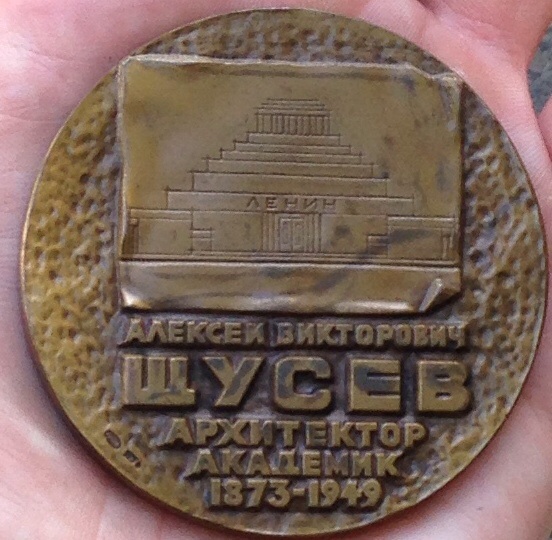 ЛЕНИН
АЛЕКСЕЙ ВИКТОРОВИЧ
ЩУСЕВ
АРХИТЕКТОР
АКАДЕМИК
1873-1949